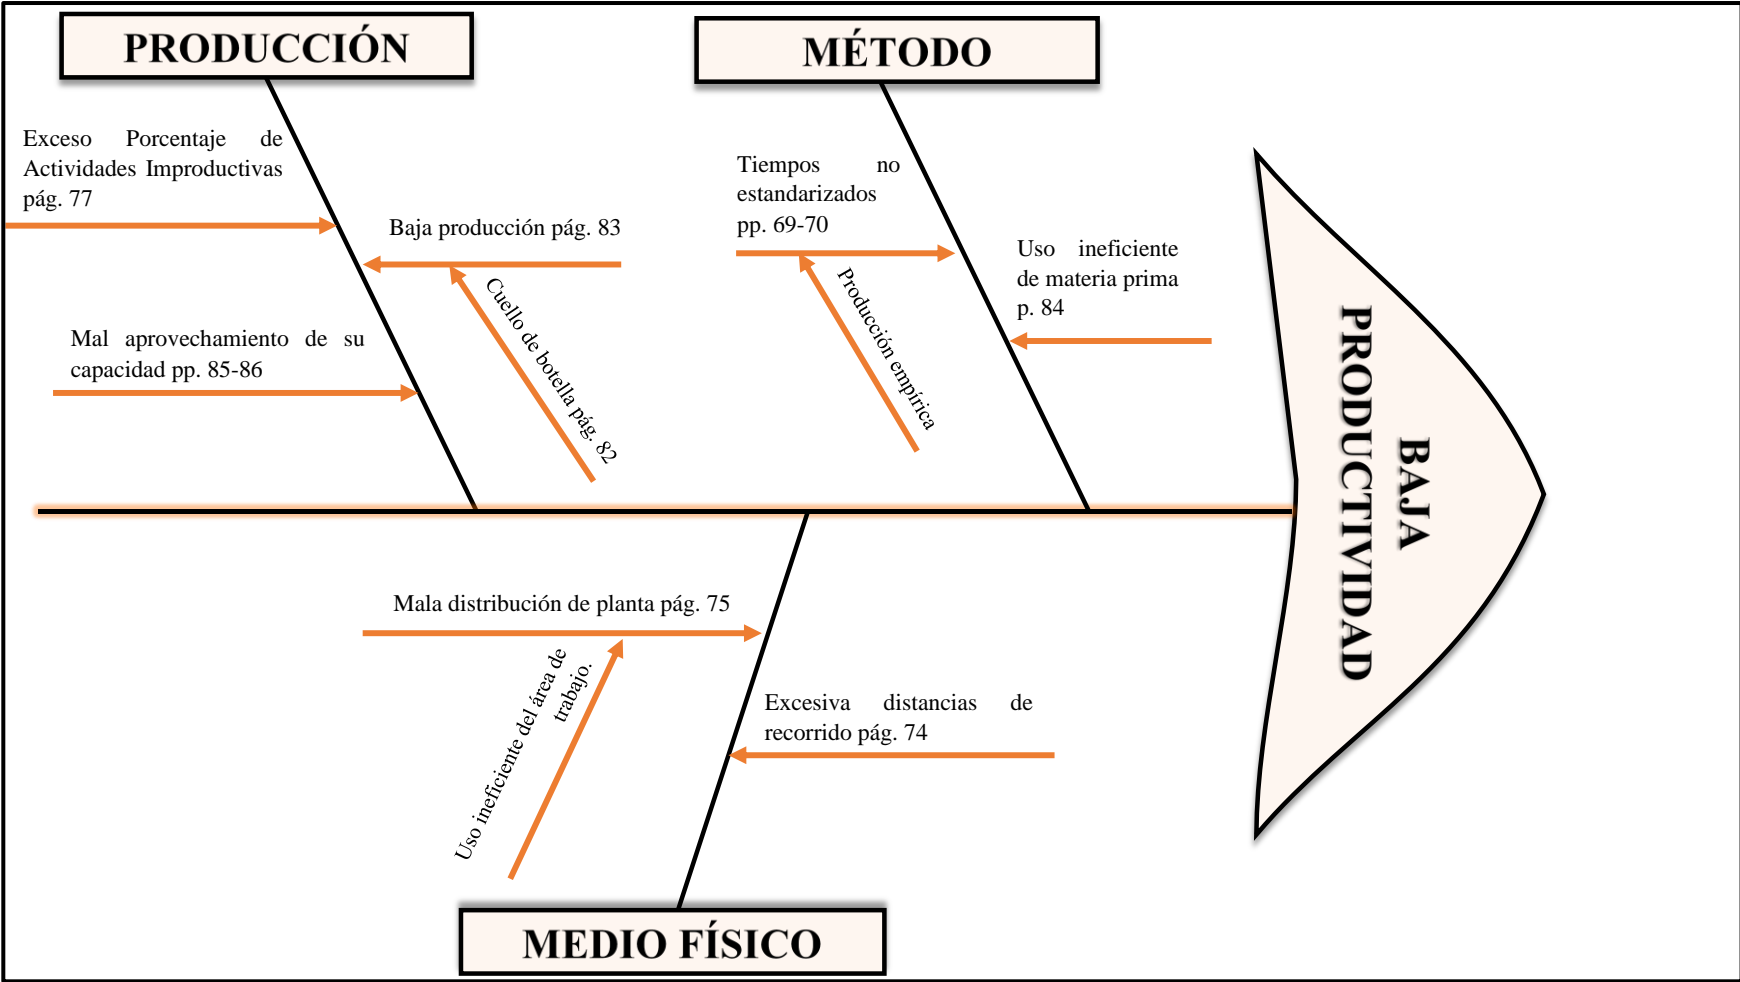 PRODUCCIÓN
MÉTODO
Exceso Porcentaje de
Actividades Improductivas
pág. 77
Baja producción pág. 83
Cuello de botella pág. 82
Mal aprovechamiento de su
capacidad pp. 85-86
Tiempos no
estandarizados
pp. 69-70
Producción empírica
Uso ineficiente
de materia prima
p. 84
BAJA
PRODUCTIVIDAD
Mala distribución de planta pág. 75
Uso ineficiente del área de
trabajo.
Excesiva distancias de
recorrido pág. 74
MEDIO FÍSICO